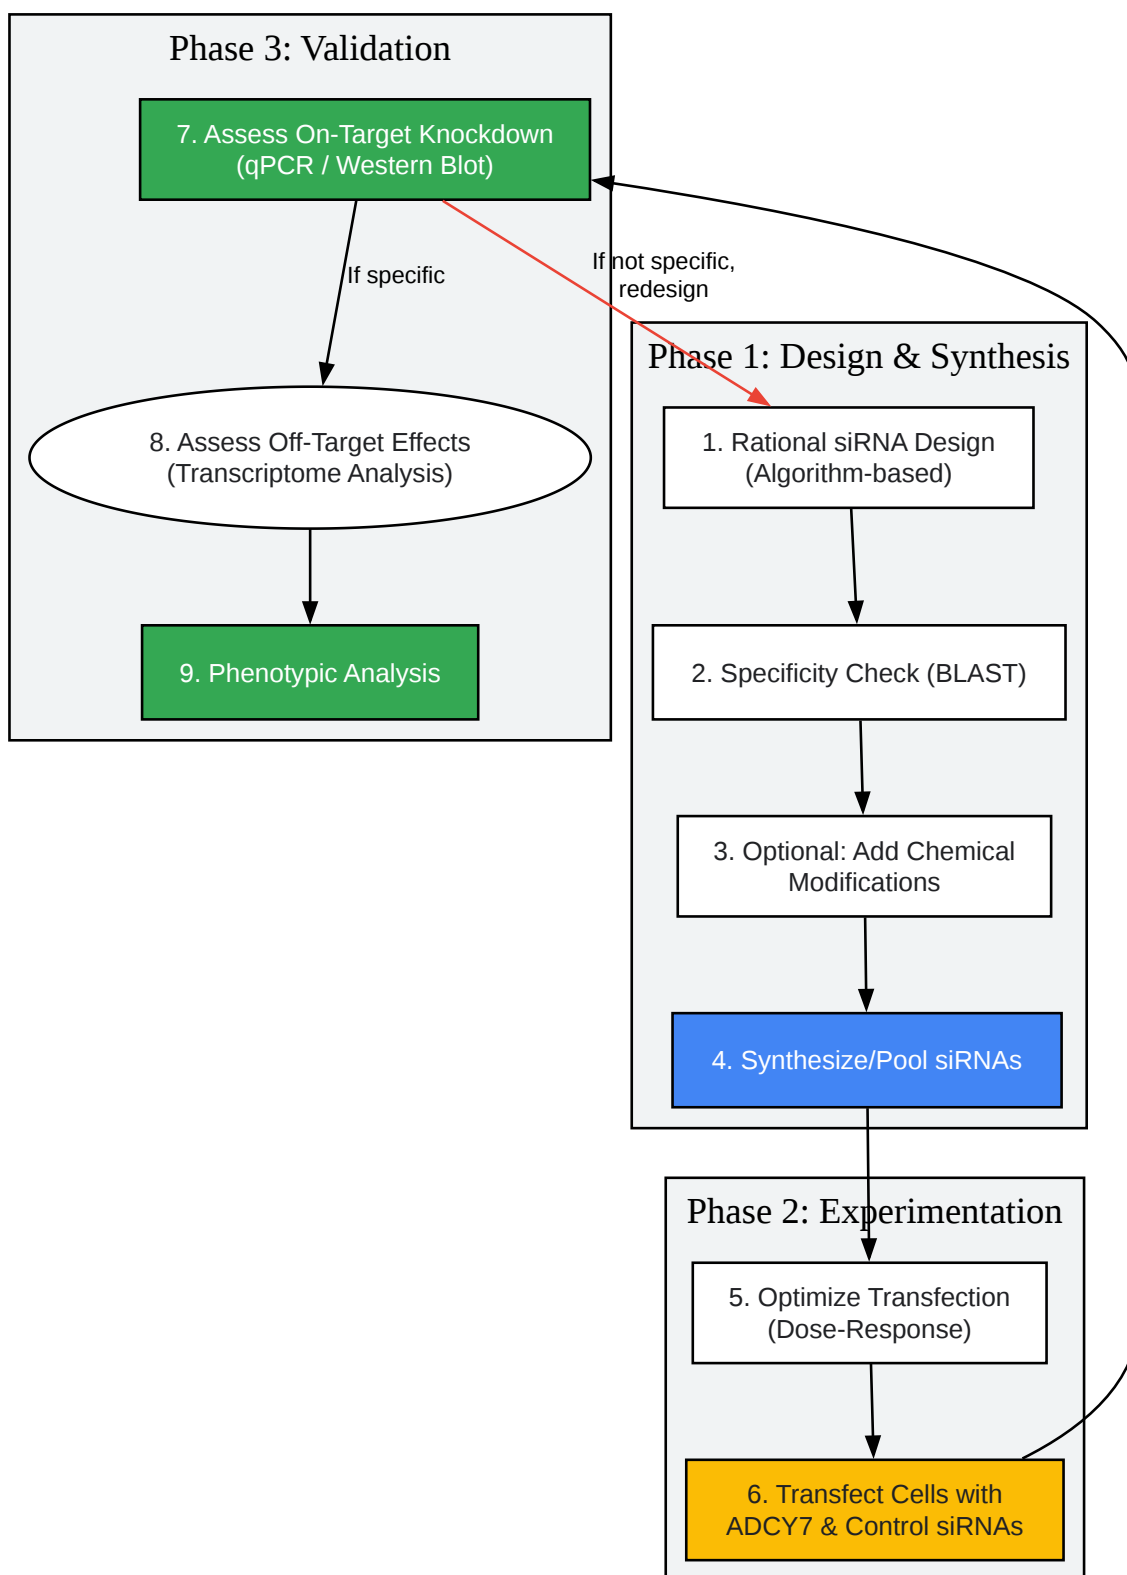 Phase 3: Validation
7. Assess On-Target Knockdown
(qPCR / Western Blot)
If specific
If not specific,
redesign
8. Assess Off-Target Effects
(Transcriptome Analysis)
9. Phenotypic Analysis
Phase 1: Design & Synthesis
1. Rational siRNA Design
(Algorithm-based)
2. Specificity Check (BLAST)
3. Optional: Add Chemical
Modifications
4. Synthesize/Pool siRNAs
Phase 2: Experimentation
5. Optimize Transfection
(Dose-Response)
6. Transfect Cells with
ADCY7 & Control siRNAs